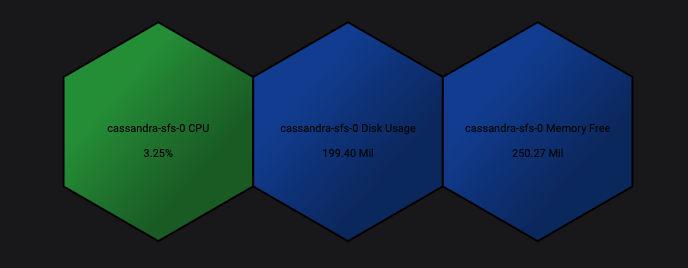 cassandra-sfs-0 CPU
3.25%
cassandra-sfs-0 Disk Usage
199.40 Mil
cassandra-sfs-0 Memory Free
250.27 Mil